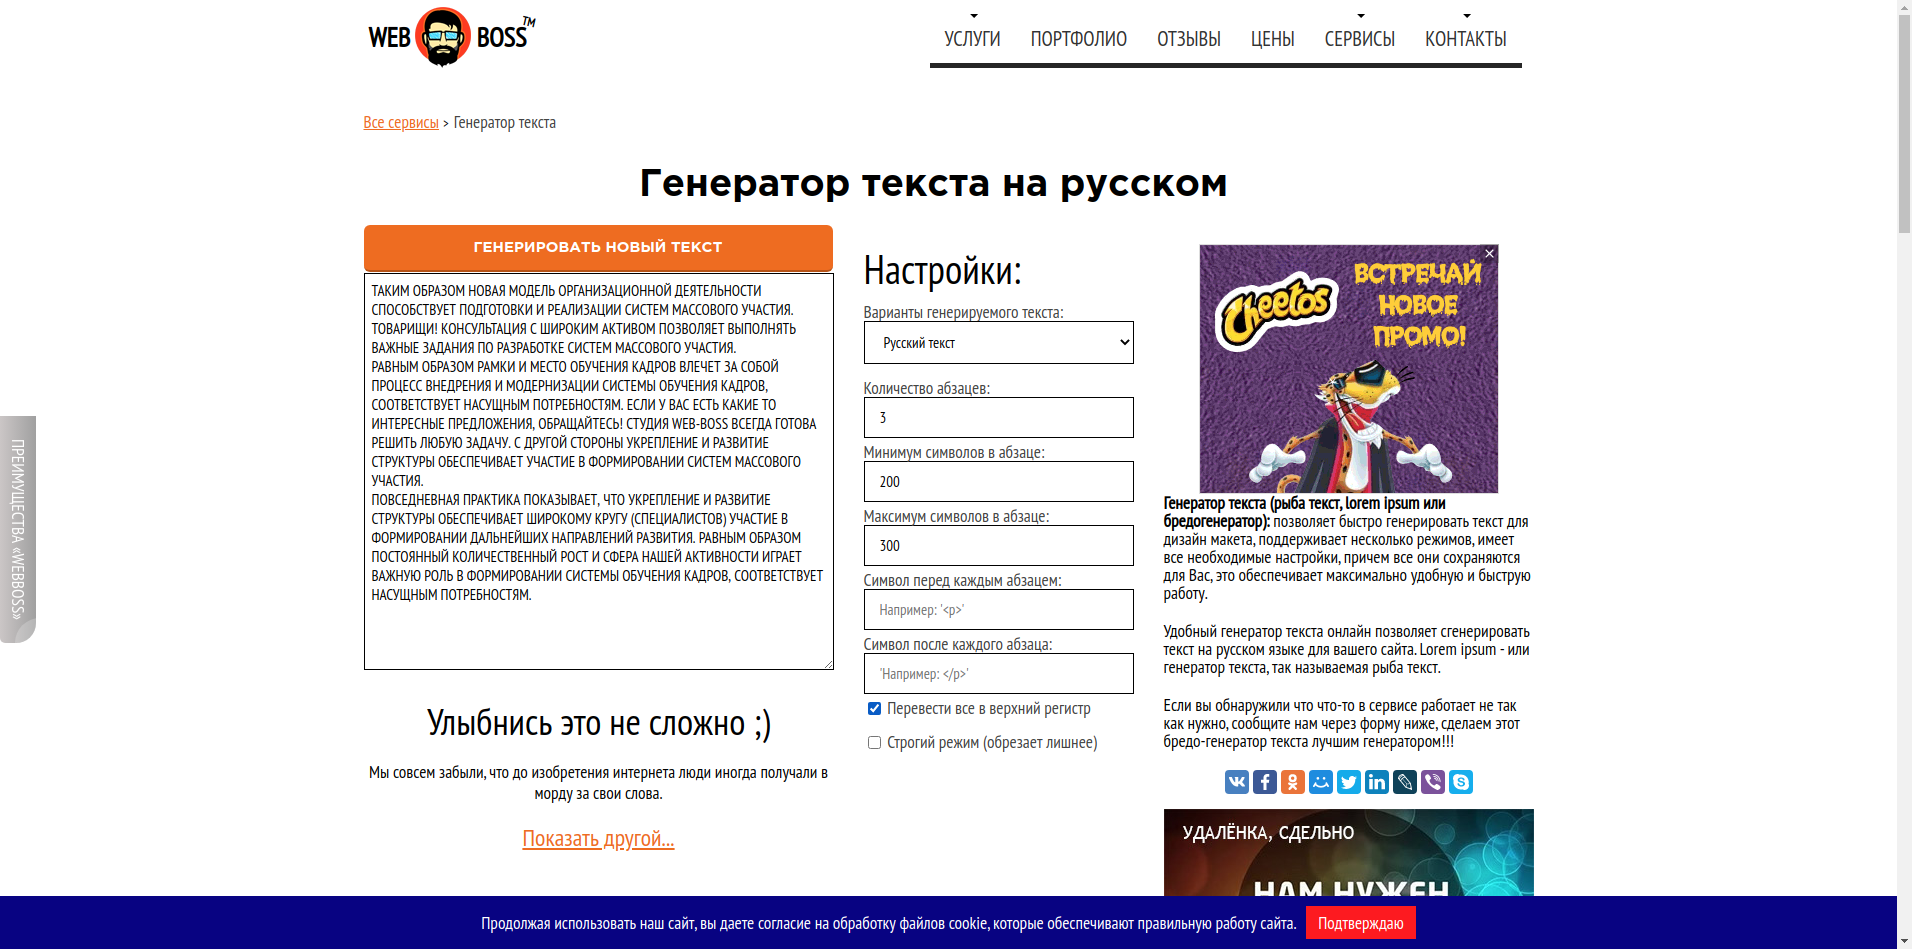 WEB BOSS™
УСЛУГИ ПОРТФОЛИО ОТЗЫВЫ ЦЕНЫ СЕРВИСЫ КОНТАКТЫ
Все сервисы > Генератор текста
Генератор текста на русском
ГЕНЕРИРОВАТЬ НОВЫЙ ТЕКСТ
ТАКИМ ОБРАЗОМ НОВАЯ МОДЕЛЬ ОРГАНИЗАЦИОННОЙ ДЕЯТЕЛЬНОСТИ
СПОСОБСТВУЕТ ПОДГОТОВКИ И РЕАЛИЗАЦИИ СИСТЕМ МАССОВОГО УЧАСТИЯ.
ТОВАРИЩИ! КОНСУЛЬТАЦИЯ С ШИРОКИМ АКТИВОМ ПОЗВОЛЯЕТ ВЫПОЛНЯТЬ
ВАЖНЫЕ ЗАДАНИЯ ПО РАЗРАБОТКЕ СИСТЕМ МАССОВОГО УЧАСТИЯ.
РАВНЫМ ОБРАЗОМ РАМКИ И МЕСТО ОБУЧЕНИЯ КАДРОВ ВЛЕЧЕТ ЗА СОБОЙ
ПРОЦЕСС ВНЕДРЕНИЯ И МОДЕРНИЗАЦИИ СИСТЕМЫ ОБУЧЕНИЯ КАДРОВ,
СООТВЕТСТВУЕТ НАСУЩНЫМ ПОТРЕБНОСТЯМ. ЕСЛИ У ВАС ЕСТЬ КАКИЕ ТО
ИНТЕРЕСНЫЕ ПРЕДЛОЖЕНИЯ, ОБРАЩАЙТЕСЬ! СТУДИЯ WEB-BOSS ВСЕГДА ГОТОВА
РЕШИТЬ ЛЮБУЮ ЗАДАЧУ. С ДРУГОЙ СТОРОНЫ УКРЕПЛЕНИЕ И РАЗВИТИЕ
СТРУКТУРЫ ОБЕСПЕЧИВАЕТ УЧАСТИЕ В ФОРМИРОВАНИИ СИСТЕМ МАССОВОГО
УЧАСТИЯ.
ПОВСЕДНЕВНАЯ ПРАКТИКА ПОКАЗЫВАЕТ, ЧТО УКРЕПЛЕНИЕ И РАЗВИТИЕ
СТРУКТУРЫ ОБЕСПЕЧИВАЕТ ШИРОКОМУ КРУГУ (СПЕЦИАЛИСТОВ) УЧАСТИЕ В
ФОРМИРОВАНИИ ДАЛЬНЕЙШИХ НАПРАВЛЕНИЙ РАЗВИТИЯ. РАВНЫМ ОБРАЗОМ
ПОСТОЯННЫЙ КОЛИЧЕСТВЕННЫЙ РОСТ И СФЕРА НАШЕЙ АКТИВНОСТИ ИГРАЕТ
ВАЖНУЮ РОЛЬ В ФОРМИРОВАНИИ СИСТЕМЫ ОБУЧЕНИЯ КАДРОВ, СООТВЕТСТВУЕТ
НАСУЩНЫМ ПОТРЕБНОСТЯМ.
Улыбнись это не сложно ;)
Мы совсем забыли, что до изобретения интернета люди иногда получали в
морду за свои слова.
Показать другой...
Настройки:
Варианты генерируемого текста:
Русский текст
Количество абзацев:
3
Минимум символов в абзаце:
200
Максимум символов в абзаце:
300
Символ перед каждым абзацем:
Например: '<p>'
Символ после каждого абзаца:
'Например: </p>'
Перевести все в верхний регистр
Строгий режим (обрезает лишнее)
Cheetos
ВСТРЕЧАЙ
НОВОЕ
ПРОМО!
Генератор текста (рыба текст, lorem ipsum или
бредогенератор): позволяет быстро генерировать текст для
дизайн макета, поддерживает несколько режимов, имеет
все необходимые настройки, причем все они сохраняются
для Вас, это обеспечивает максимально удобную и быструю
работу.
Удобный генератор текста онлайн позволяет сгенерировать
текст на русском языке для вашего сайта. Lorem ipsum - или
генератор текста, так называемая рыба текст.
Если вы обнаружили что что-то в сервисе работает не так
как нужно, сообщите нам через форму ниже, сделаем этот
бредо-генератор текста лучшим генератором!!!
УДАЛЁНКА, СДЕЛЬНО
НАМ НУЖЕН
ПРЕИМУЩЕСТВА «WEBBOSS»
Продолжая использовать наш сайт, вы даете согласие на обработку файлов cookie, которые обеспечивают правильную работу сайта. Подтверждаю